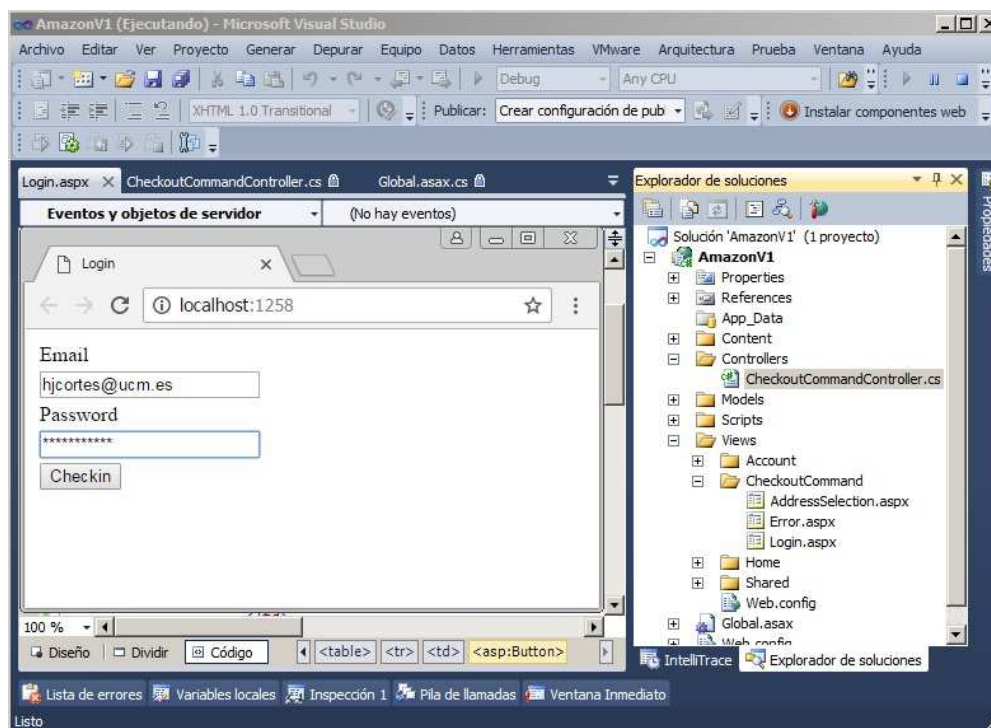 AmazonV1 (Ejecutando) - Microsoft Visual Studio
Archivo Editar Ver Proyecto Generar Depurar Equipo Datos Herramientas VMware Arquitectura Prueba Ventana Ayuda
Debug Any CPU
XHTML 1.0 Transitional Publicar: Crear configuración de pub Instalar componentes web
Login.aspx CheckoutCommandController.cs Global.asax.cs
Eventos y objetos de servidor (No hay eventos)
Login
localhost:1258
Email
hjcortes@ucm.es
Password
***********
Checkin
100 %
Diseño Dividir Código <table> <tr> <td> <asp:Button>
Explorador de soluciones
Solución 'AmazonV1' (1 proyecto)
AmazonV1
Properties
References
App_Data
Content
Controllers
CheckoutCommandController.cs
Models
Scripts
Views
Account
CheckoutCommand
AddressSelection.aspx
Error.aspx
Login.aspx
Home
Shared
Web.config
Global.asax
Web.config
IntelliTrace Explorador de soluciones
Propiedades
Lista de errores Variables locales Inspección 1 Pila de llamadas Ventana Inmediato
Listo